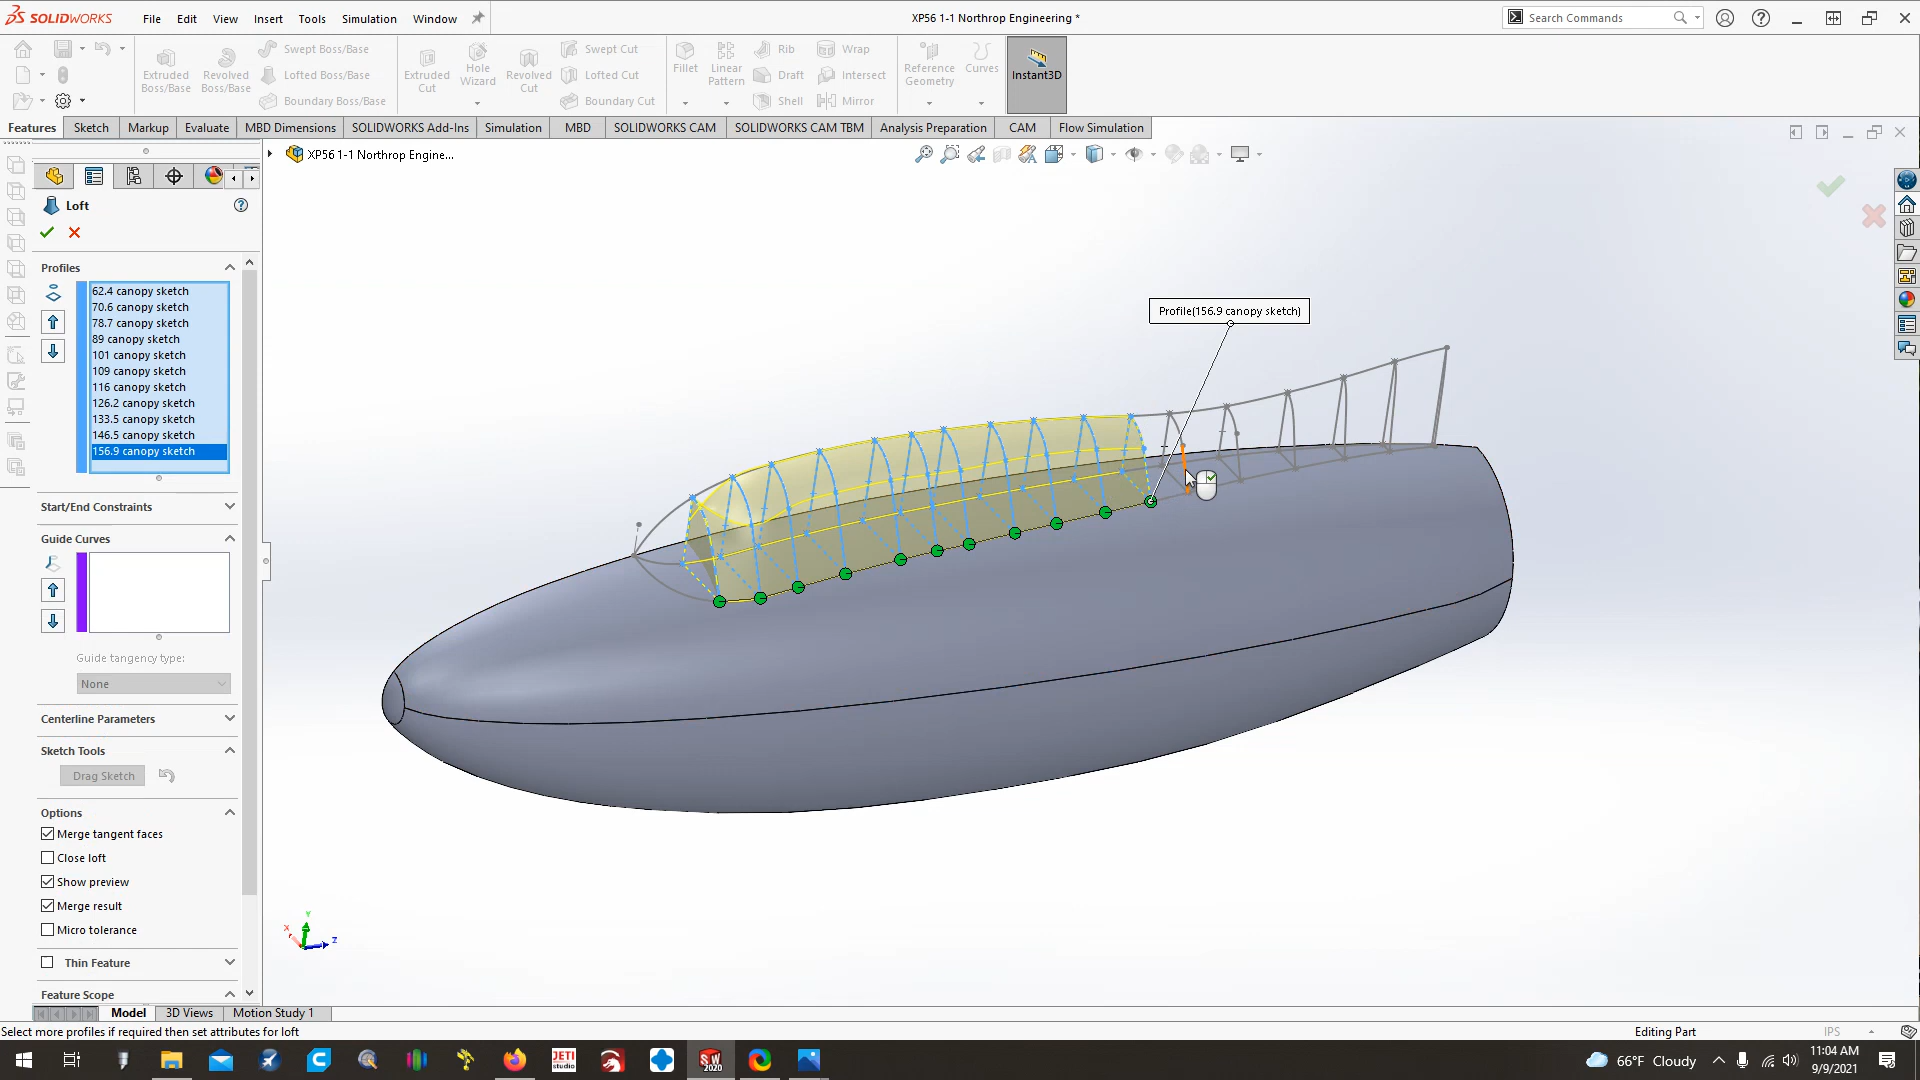 SOLIDWORKS
File Edit View Insert Tools Simulation Window
XP56 1-1 Northrop Engineering *
Search Commands
Extruded Boss/Base
Revolved Boss/Base
Swept Boss/Base
Lofted Boss/Base
Boundary Boss/Base
Extruded Cut
Hole Wizard
Revolved Cut
Swept Cut
Lofted Cut
Boundary Cut
Fillet
Linear Pattern
Rib
Draft
Shell
Wrap
Intersect
Mirror
Reference Geometry
Curves
Instant3D
Features Sketch Markup Evaluate MBD Dimensions SOLIDWORKS Add-Ins Simulation MBD SOLIDWORKS CAM SOLIDWORKS CAM TBM Analysis Preparation CAM Flow Simulation
XP56 1-1 Northrop Engine...
Loft
Profiles
62.4 canopy sketch
70.6 canopy sketch
78.7 canopy sketch
89 canopy sketch
101 canopy sketch
109 canopy sketch
116 canopy sketch
126.2 canopy sketch
133.5 canopy sketch
146.5 canopy sketch
156.9 canopy sketch
Start/End Constraints
Guide Curves
Guide tangency type:
None
Centerline Parameters
Sketch Tools
Drag Sketch
Options
Merge tangent faces
Close loft
Show preview
Merge result
Micro tolerance
Thin Feature
Feature Scope
Profile(156.9 canopy sketch)
Y
X
Z
Model 3D Views Motion Study 1
Select more profiles if required then set attributes for loft
Editing Part
IPS
JETI
studio
SW
2020
66°F Cloudy
11:04 AM
9/9/2021